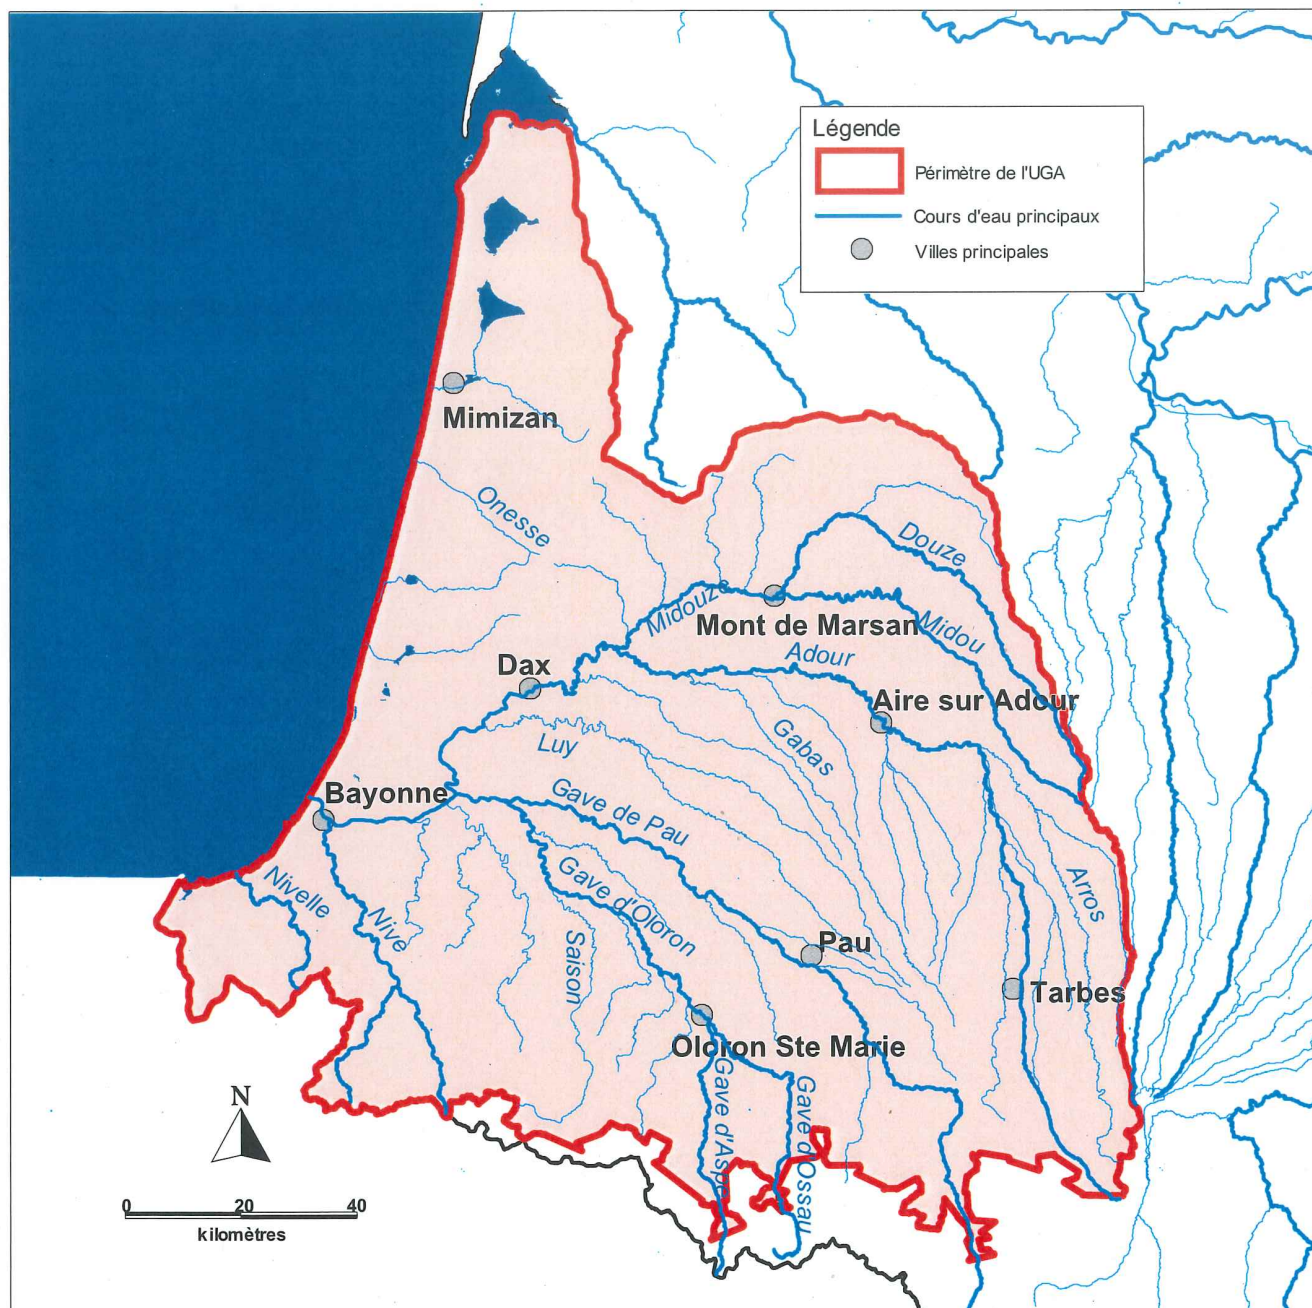 Légende
Périmètre de l'UGA
Cours d'eau principaux
Villes principales
Mimizan
Onesse
Douze
Midouze
Mont de Marsan
Midou
Adour
Dax
Aire sur Adour
Gabas
Luy
Bayonne
Gave de Pau
Arros
Gave d'Oloron
Nivelle
Nive
Saison
Pau
Tarbes
Oloron Ste Marie
Gave d'Aspe
Gave d'Ossau
N
0 20 40
kilomètres